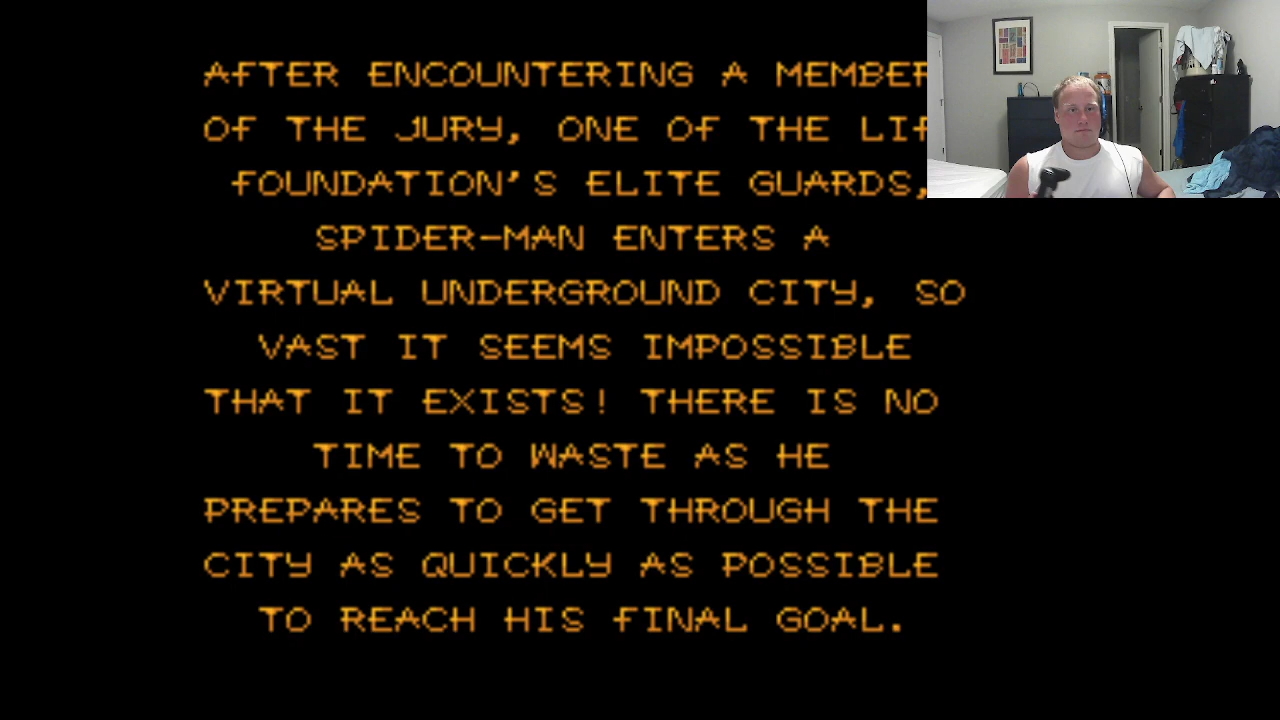 AFTER ENCOUNTERING A MEMBER
OF THE JURY, ONE OF THE LIF
FOUNDATION'S ELITE GUARDS,
SPIDER-MAN ENTERS A
VIRTUAL UNDERGROUND CITY, SO
VAST IT SEEMS IMPOSSIBLE
THAT IT EXISTS! THERE IS NO
TIME TO WASTE AS HE
PREPARES TO GET THROUGH THE
CITY AS QUICKLY AS POSSIBLE
TO REACH HIS FINAL GOAL.